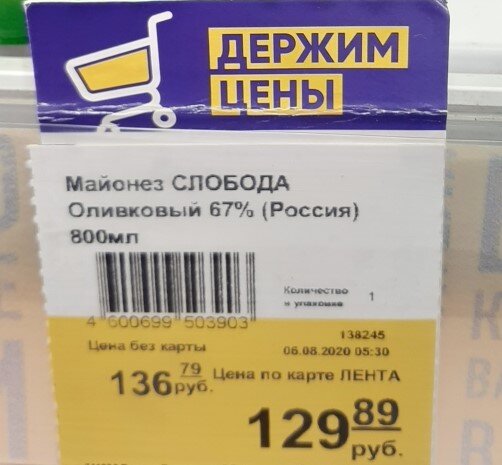 ДЕРЖИМ
ЦЕНЫ
Майонез СЛОБОДА
Оливковый 67% (Россия)
800мл
Количество
в упаковке 1
4 600699 503903
138245
Цена без карты 06.08.2020 05:30
136 79 руб. Цена по карте ЛЕНТА
129 89 руб.